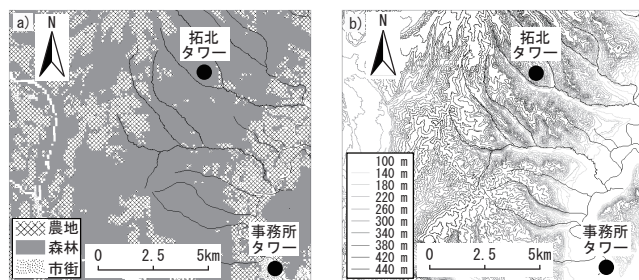 a)
N
拓北
タワー
農地
森林
市街
0 2.5 5km
事務所
タワー
b)
N
拓北
タワー
100 m
140 m
180 m
220 m
260 m
300 m
340 m
380 m
420 m
440 m
0 2.5 5km
事務所
タワー